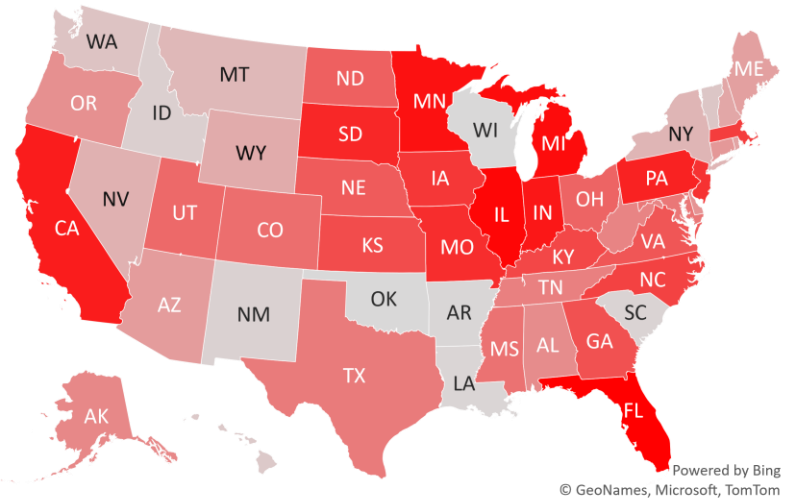 WA
MT
ND
MN
ME
OR
ID
SD
WI
MI
NY
WY
IA
PA
NV
NE
IL
IN
OH
UT
CO
CA
KS
MO
KY
VA
AZ
NM
OK
AR
TN
NC
SC
TX
MS
AL
GA
LA
AK
FL
Powered by Bing
© GeoNames, Microsoft, TomTom